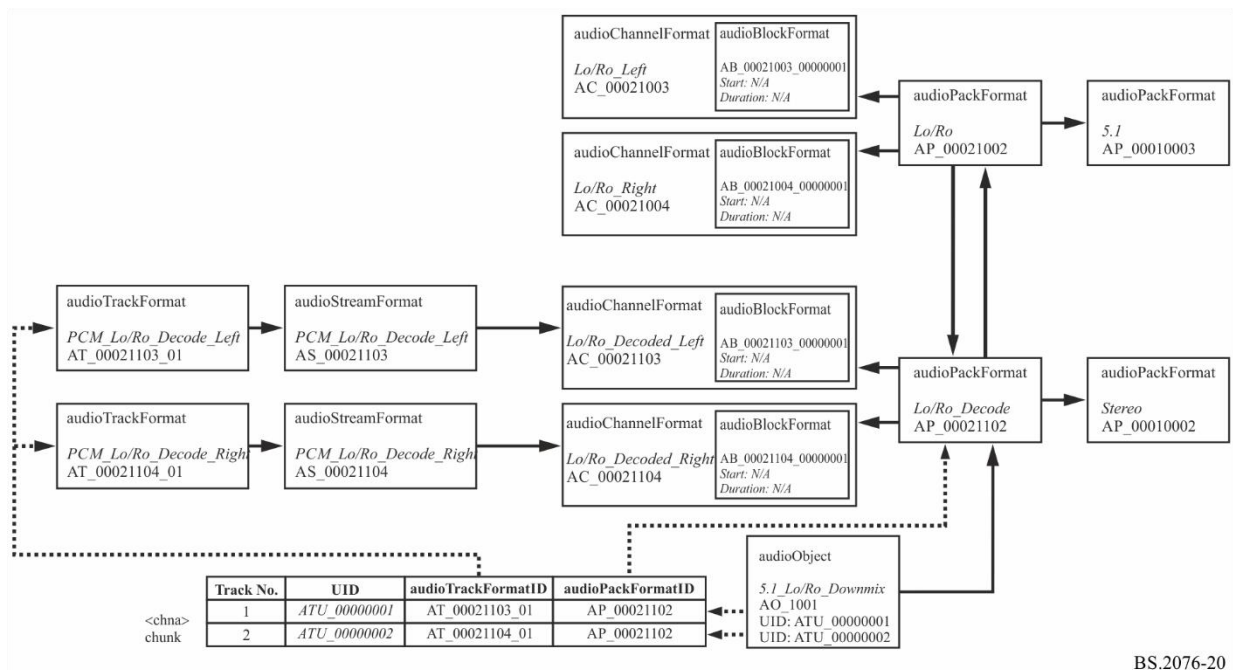 audioChannelFormat
Lo/Ro_Left
AC_00021003
audioBlockFormat
AB_00021003_00000001
Start: N/A
Duration: N/A
audioPackFormat
Lo/Ro
AP_00021002
audioPackFormat
5.1
AP_00010003
audioChannelFormat
Lo/Ro_Right
AC_00021004
audioBlockFormat
AB_00021004_00000001
Start: N/A
Duration: N/A
audioTrackFormat
PCM_Lo/Ro_Decode_Left
AT_00021103_01
audioStreamFormat
PCM_Lo/Ro_Decode_Left
AS_00021103
audioChannelFormat
Lo/Ro_Decoded_Left
AC_00021103
audioBlockFormat
AB_00021103_00000001
Start: N/A
Duration: N/A
audioPackFormat
Lo/Ro_Decode
AP_00021102
audioPackFormat
Stereo
AP_00010002
audioTrackFormat
PCM_Lo/Ro_Decode_Right
AT_00021104_01
audioStreamFormat
PCM_Lo/Ro_Decode_Right
AS_00021104
audioChannelFormat
Lo/Ro_Decoded_Right
AC_00021104
audioBlockFormat
AB_00021104_00000001
Start: N/A
Duration: N/A
audioObject
5.1_Lo/Ro_Downmix
AO_1001
UID: ATU_00000001
UID: ATU_00000002
<chna>
chunk
Track No. UID audioTrackFormatID audioPackFormatID
1 ATU_00000001 AT_00021103_01 AP_00021102
2 ATU_00000002 AT_00021104_01 AP_00021102
BS.2076-20